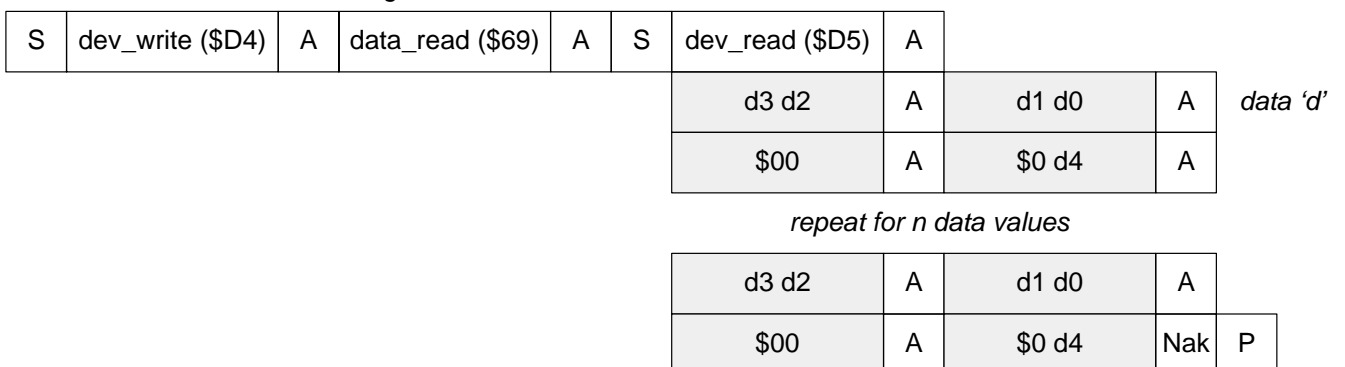 S dev_write ($D4) A data_read ($69) A S dev_read ($D5) A
d3 d2 A d1 d0 A data ‘d’
$00 A $0 d4 A
repeat for n data values
d3 d2 A d1 d0 A
$00 A $0 d4 Nak P